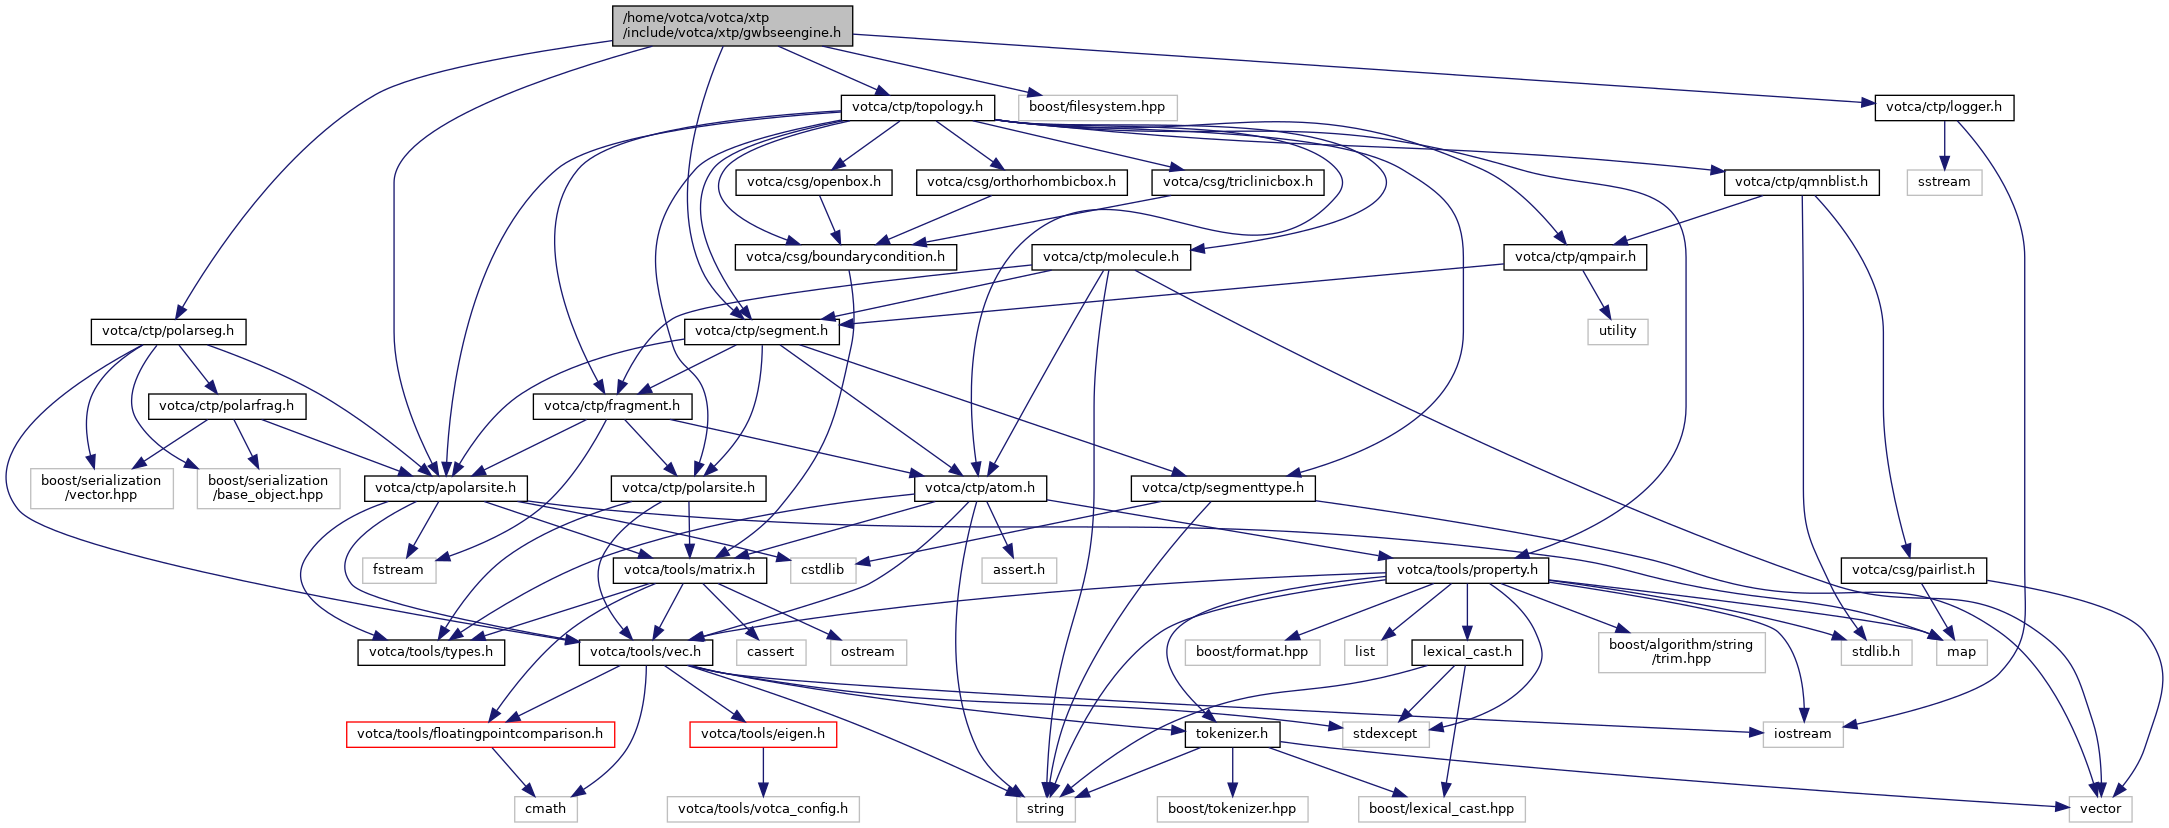 /home/votca/votca/xtp
/include/votca/xtp/gwbseengine.h
votca/ctp/topology.h
boost/filesystem.hpp
votca/ctp/logger.h
votca/csg/openbox.h
votca/csg/orthorhombicbox.h
votca/csg/triclinicbox.h
votca/ctp/qmnblist.h
sstream
votca/csg/boundarycondition.h
votca/ctp/molecule.h
votca/ctp/qmpair.h
votca/ctp/polarseg.h
votca/ctp/segment.h
utility
votca/ctp/polarfrag.h
votca/ctp/fragment.h
boost/serialization
/vector.hpp
boost/serialization
/base_object.hpp
votca/ctp/apolarsite.h
votca/ctp/polarsite.h
votca/ctp/atom.h
votca/ctp/segmenttype.h
fstream
votca/tools/matrix.h
cstdlib
assert.h
votca/tools/property.h
votca/csg/pairlist.h
votca/tools/types.h
votca/tools/vec.h
cassert
ostream
boost/format.hpp
list
lexical_cast.h
boost/algorithm/string
/trim.hpp
stdlib.h
map
votca/tools/floatingpointcomparison.h
votca/tools/eigen.h
tokenizer.h
stdexcept
iostream
cmath
votca/tools/votca_config.h
string
boost/tokenizer.hpp
boost/lexical_cast.hpp
vector